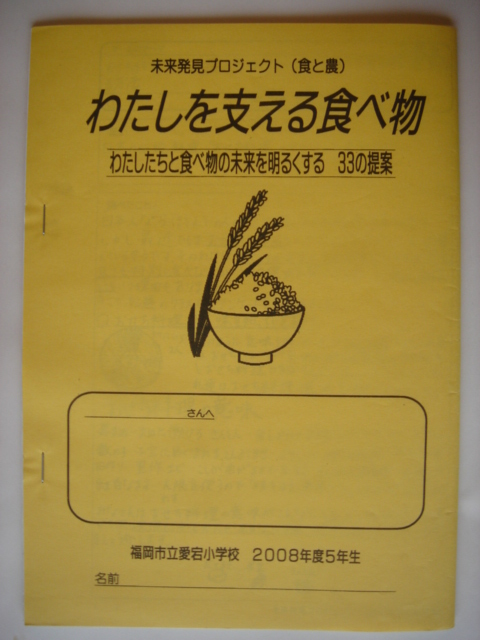 未来発見プロジェクト（食と農）
わたしを支える食べ物
わたしたちと食べ物の未来を明るくする　33の提案
さんへ
福岡市立愛宕小学校　2008年度5年生
名前